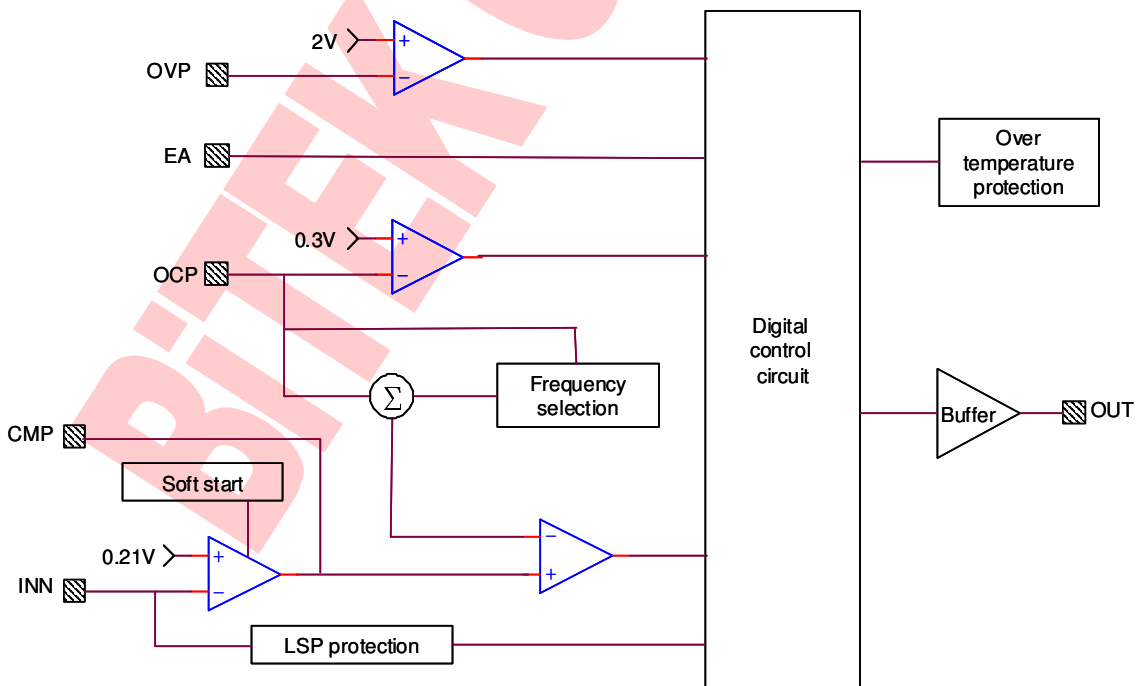 2V
+
OVP
−
EA
Over
temperature
protection
0.3V
+
OCP
−
Digital
control
circuit
Frequency
selection
Σ
Buffer
OUT
CMP
Soft start
0.21V
+
INN
−
−
+
LSP protection
BiTEK